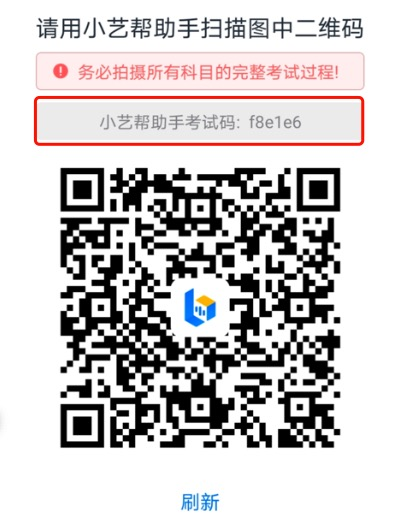 请用小艺帮助手扫描图中二维码
务必拍摄所有科目的完整考试过程!
小艺帮助手考试码: f8e1e6
刷新